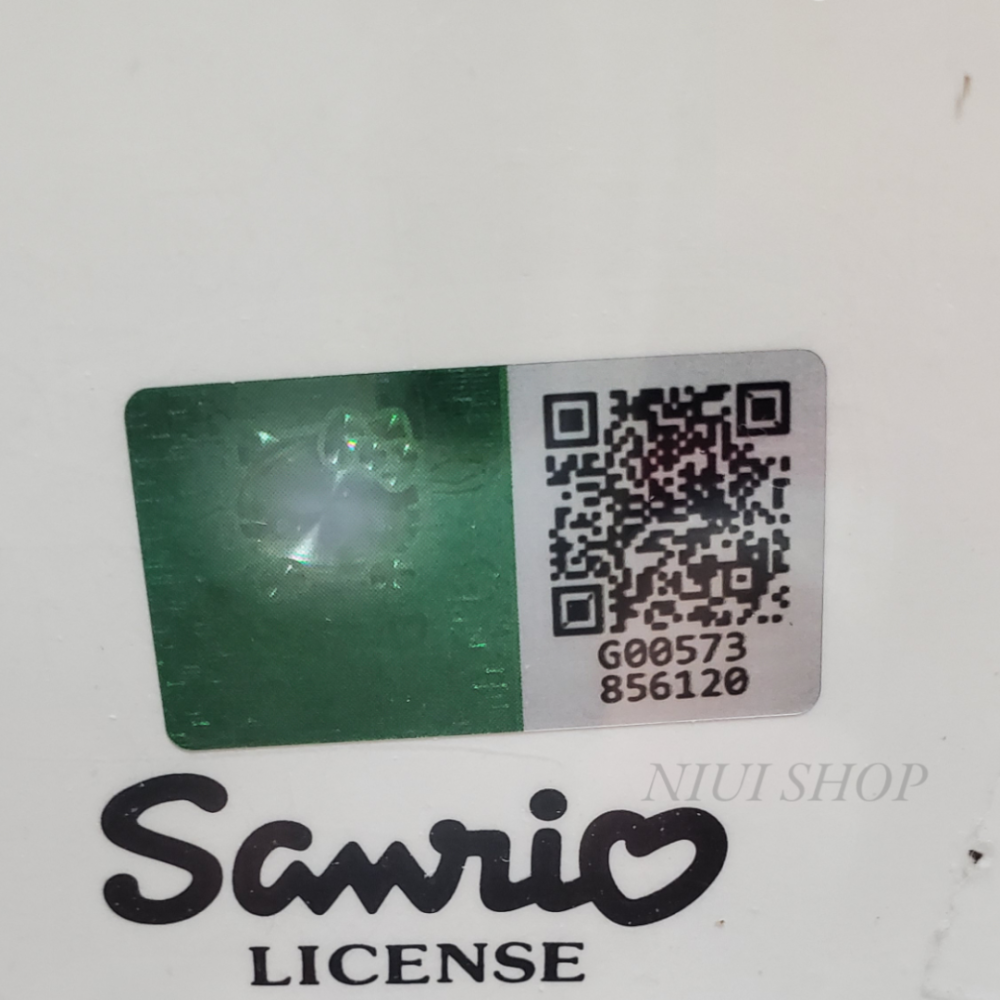 G00573
856120
NIUI SHOP
Sanrio
LICENSE